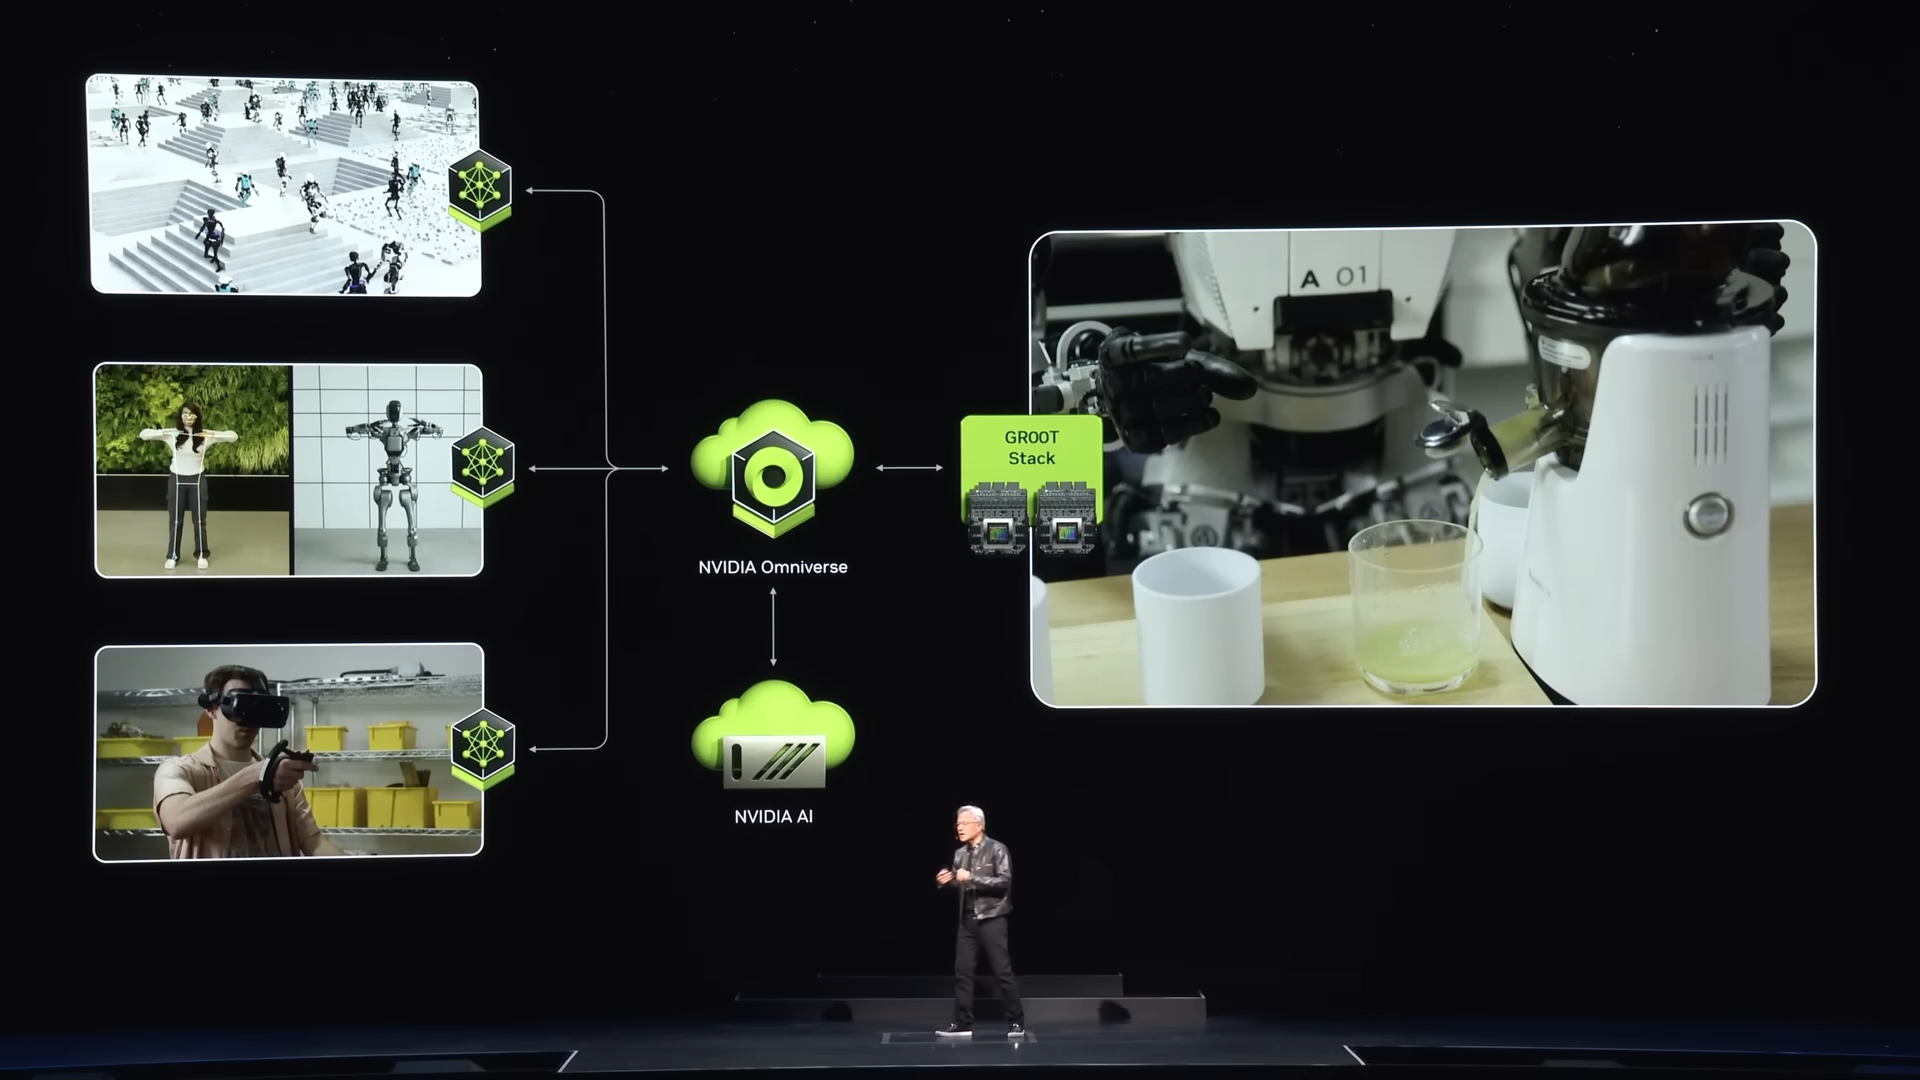 A 01
GR00T
Stack
NVIDIA Omniverse
NVIDIA AI